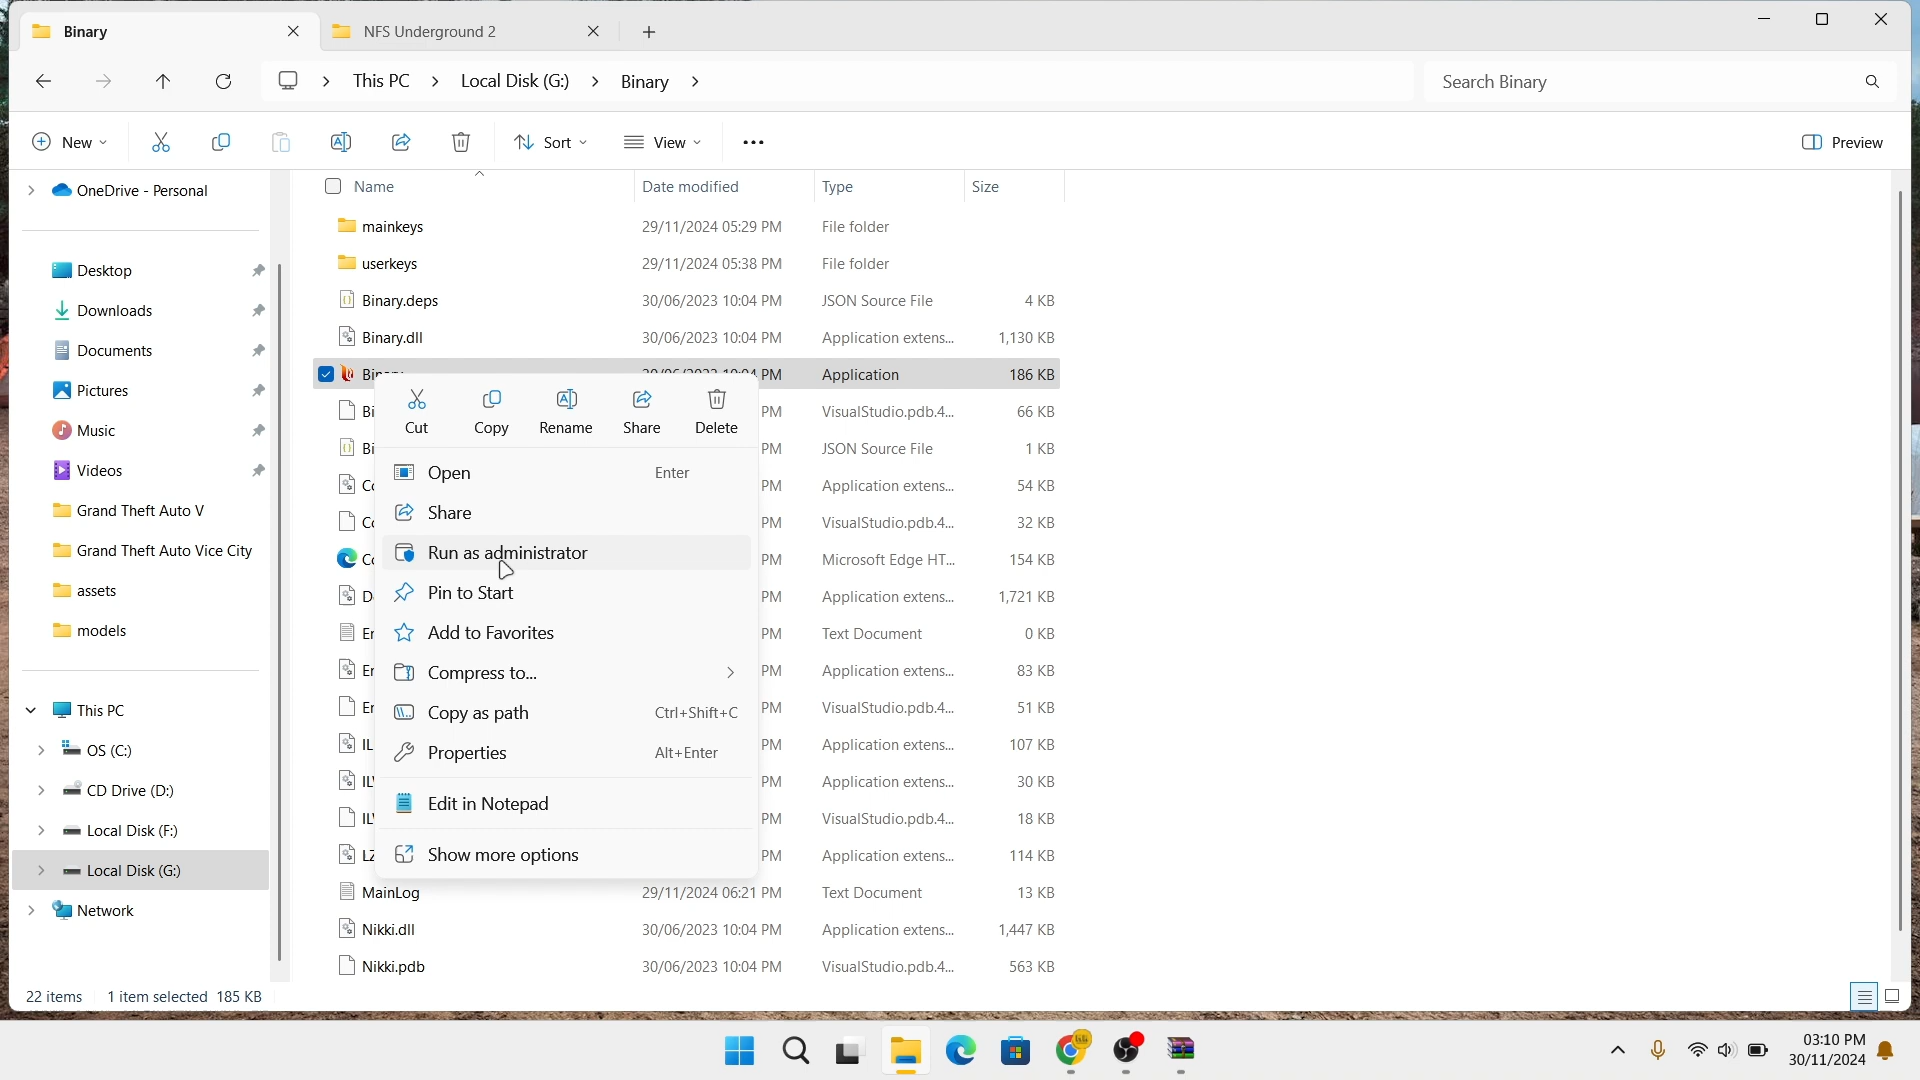 Binary
NFS Underground 2
This PC
Local Disk (G:)
Binary
Search Binary
New
Sort
View
Preview
OneDrive - Personal
Desktop
Downloads
Documents
Pictures
Music
Videos
Grand Theft Auto V
Grand Theft Auto Vice City
assets
models
This PC
OS (C:)
CD Drive (D:)
Local Disk (F:)
Local Disk (G:)
Network
Name Date modified Type Size
mainkeys 29/11/2024 05:29 PM File folder
userkeys 29/11/2024 05:38 PM File folder
Binary.deps 30/06/2023 10:04 PM JSON Source File 4 KB
Binary.dll 30/06/2023 10:04 PM Application extens... 1,130 KB
PM Application 186 KB
Bi PM VisualStudio.pdb.4... 66 KB
Bi PM JSON Source File 1 KB
Co PM Application extens... 54 KB
Co PM VisualStudio.pdb.4... 32 KB
Co PM Microsoft Edge HT... 154 KB
PM Application extens... 1,721 KB
Er PM Text Document 0 KB
Er PM Application extens... 83 KB
Er PM VisualStudio.pdb.4... 51 KB
IL PM Application extens... 107 KB
PM Application extens... 30 KB
PM VisualStudio.pdb.4... 18 KB
LZ PM Application extens... 114 KB
MainLog 29/11/2024 06:21 PM Text Document 13 KB
Nikki.dll 30/06/2023 10:04 PM Application extens... 1,447 KB
Nikki.pdb 30/06/2023 10:04 PM VisualStudio.pdb.4... 563 KB
Cut Copy Rename Share Delete
Open Enter
Share
Run as administrator
Pin to Start
Add to Favorites
Compress to...
Copy as path Ctrl+Shift+C
Properties Alt+Enter
Edit in Notepad
Show more options
22 items 1 item selected 185 KB
03:10 PM
30/11/2024